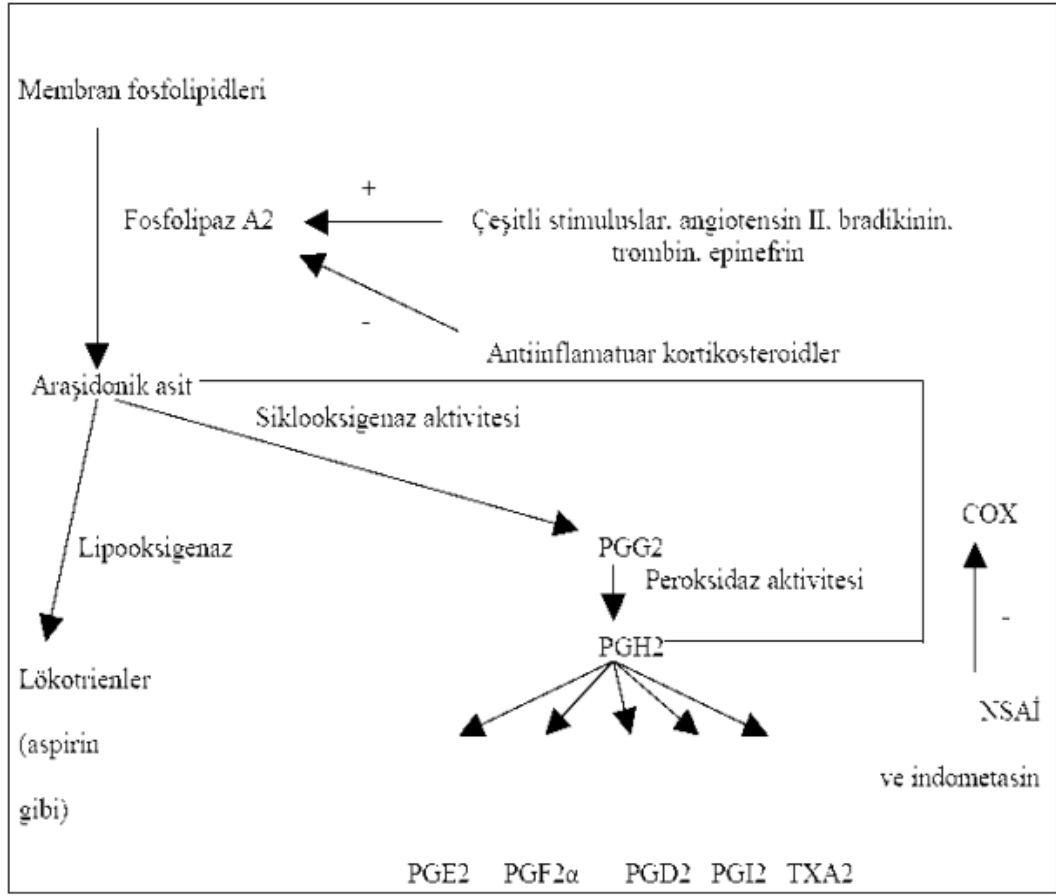 Membran fosfolipidleri
+
Fosfolipaz A2
Çeşitli stimuluslar, angiotensin II, bradikinin,
trombin, epinefrin
-
Antiinflamatuar kortikosteroidler
Araşidonik asit
Siklooksigenaz aktivitesi
COX
Lipooksigenaz
PGG2
Peroksidaz aktivitesi
-
PGH2
Lökotrienler
NSAİ
(aspirin
ve indometasin
gibi)
PGE2 PGF2α PGD2 PGI2 TXA2